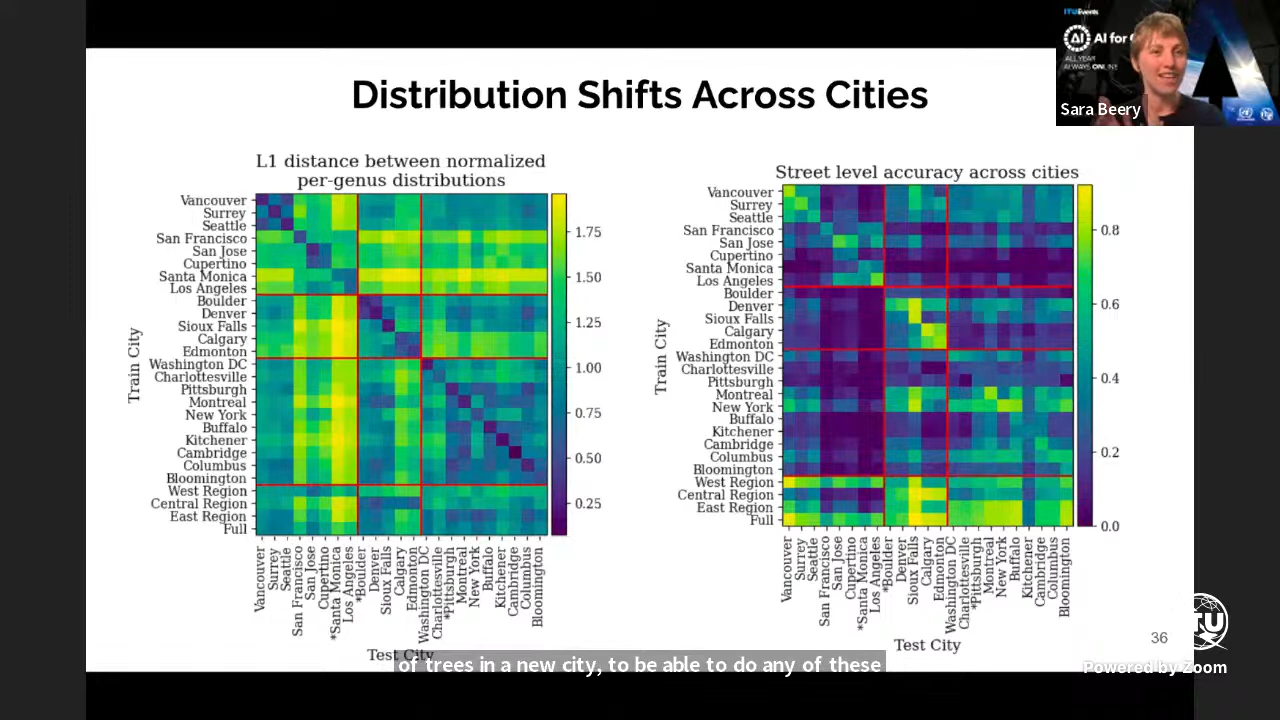 ITUEvents
AI for G
ALL YEAR
ALWAYS ONLINE
Sara Beery
Distribution Shifts Across Cities
L1 distance between normalized
per-genus distributions
Train City
Vancouver
Surrey
Seattle
San Francisco
San Jose
Cupertino
Santa Monica
Los Angeles
Boulder
Denver
Sioux Falls
Calgary
Edmonton
Washington DC
Charlottesville
Pittsburgh
Montreal
New York
Buffalo
Kitchener
Cambridge
Columbus
Bloomington
West Region
Central Region
East Region
Full
1.75
1.50
1.25
1.00
0.75
0.50
0.25
Vancouver
Surrey
Seattle
San Francisco
San Jose
Cupertino
*Santa Monica
Los Angeles
*Boulder
Denver
Sioux Falls
Calgary
Edmonton
Washington DC
Charlottesville
*Pittsburgh
Montreal
New York
Buffalo
Kitchener
Cambridge
Columbus
Bloomington
Test City
Street level accuracy across cities
Train City
Vancouver
Surrey
Seattle
San Francisco
San Jose
Cupertino
Santa Monica
Los Angeles
Boulder
Denver
Sioux Falls
Calgary
Edmonton
Washington DC
Charlottesville
Pittsburgh
Montreal
New York
Buffalo
Kitchener
Cambridge
Columbus
Bloomington
West Region
Central Region
East Region
Full
0.8
0.6
0.4
0.2
0.0
Vancouver
Surrey
Seattle
San Francisco
San Jose
Cupertino
*Santa Monica
Los Angeles
*Boulder
Denver
Sioux Falls
Calgary
Edmonton
Washington DC
Charlottesville
*Pittsburgh
Montreal
New York
Buffalo
Kitchener
Cambridge
Columbus
Bloomington
Test City
36
of trees in a new city, to be able to do any of these
Powered by Zoom